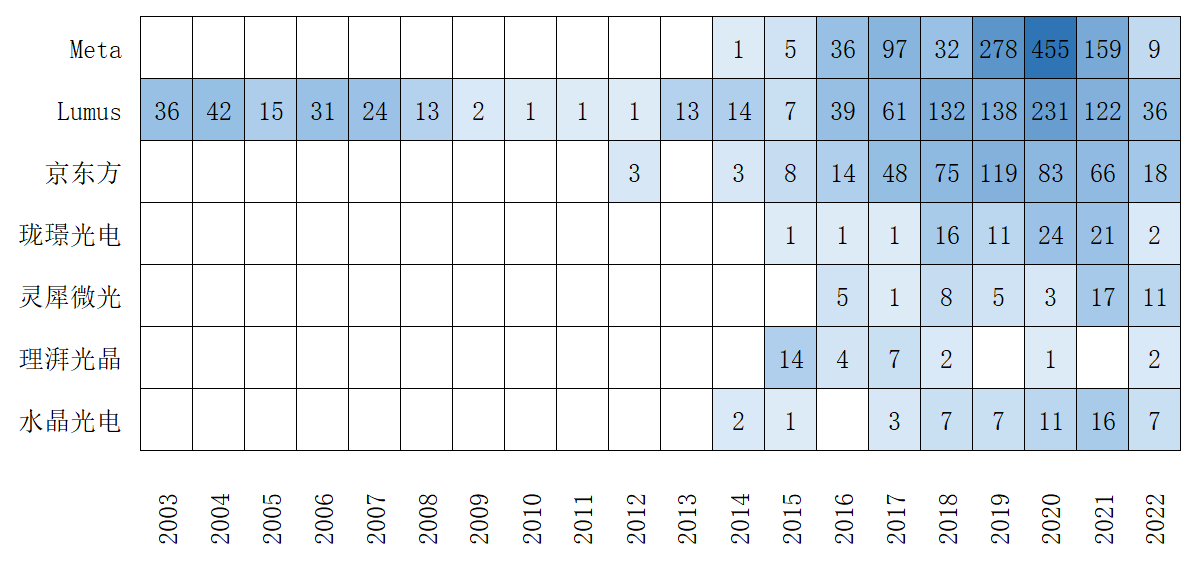 Meta 1 5 36 97 32 278 455 159 9
Lumus 36 42 15 31 24 13 2 1 1 1 13 14 7 39 61 132 138 231 122 36
京东方 3 3 8 14 48 75 119 83 66 18
珑璟光电 1 1 1 16 11 24 21 2
灵犀微光 5 1 8 5 3 17 11
理湃光晶 14 4 7 2 1 2
水晶光电 2 1 3 7 7 11 16 7
2003 2004 2005 2006 2007 2008 2009 2010 2011 2012 2013 2014 2015 2016 2017 2018 2019 2020 2021 2022